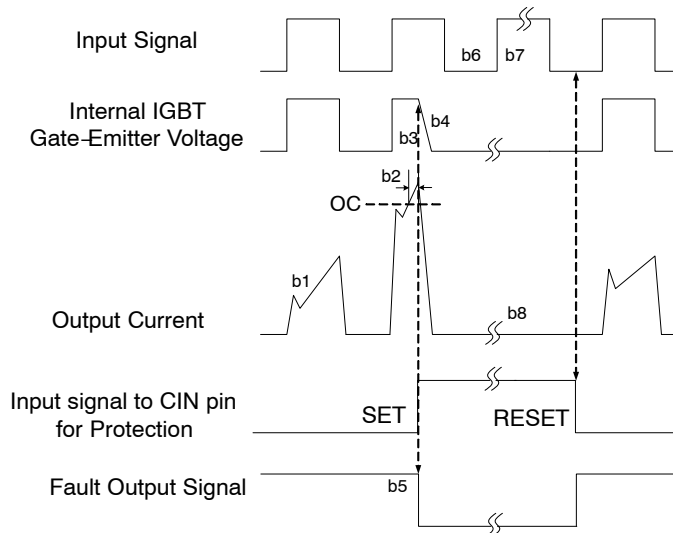 Input Signal
b6
b7
Internal IGBT
Gate–Emitter Voltage
b3
b4
b2
OC
b1
Output Current
b8
Input signal to CIN pin
for Protection
SET
RESET
Fault Output Signal
b5